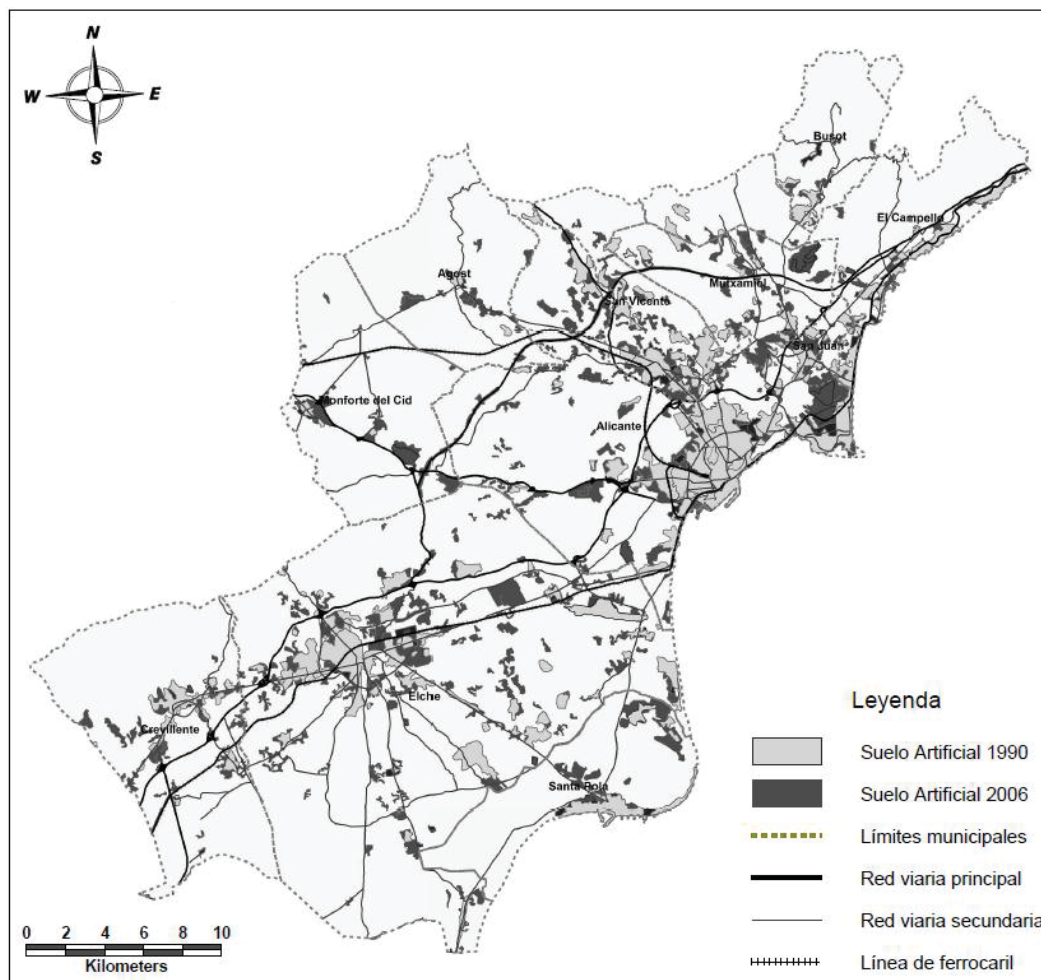 N
W E
S
Busot
El Campello
Agost
San Vicente
Mutxamiel
San Juan
Monforte del Cid
Alicante
Elche
Crevillente
Santa Pola
Leyenda
Suelo Artificial 1990
Suelo Artificial 2006
Límites municipales
Red viaria principal
Red viaria secundaria
Línea de ferrocaril
0 2 4 6 8 10
Kilometers